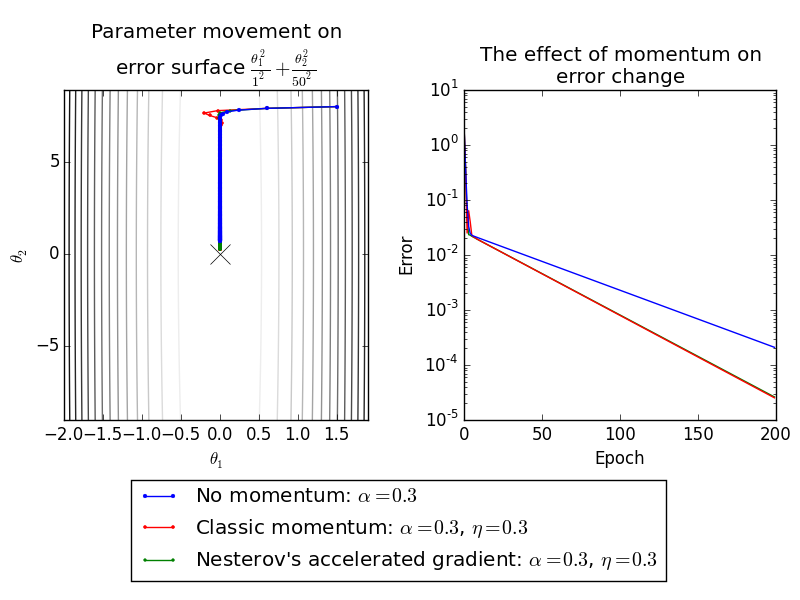 Parameter movement on
error surface θ₁²/1² + θ₂²/50²
5
0
−5
θ₂
−2.0 −1.5 −1.0 −0.5 0.0 0.5 1.0 1.5
θ₁
The effect of momentum on
error change
10¹
10⁰
10⁻¹
10⁻²
10⁻³
10⁻⁴
10⁻⁵
Error
0 50 100 150 200
Epoch
No momentum: α=0.3
Classic momentum: α=0.3, η=0.3
Nesterov's accelerated gradient: α=0.3, η=0.3